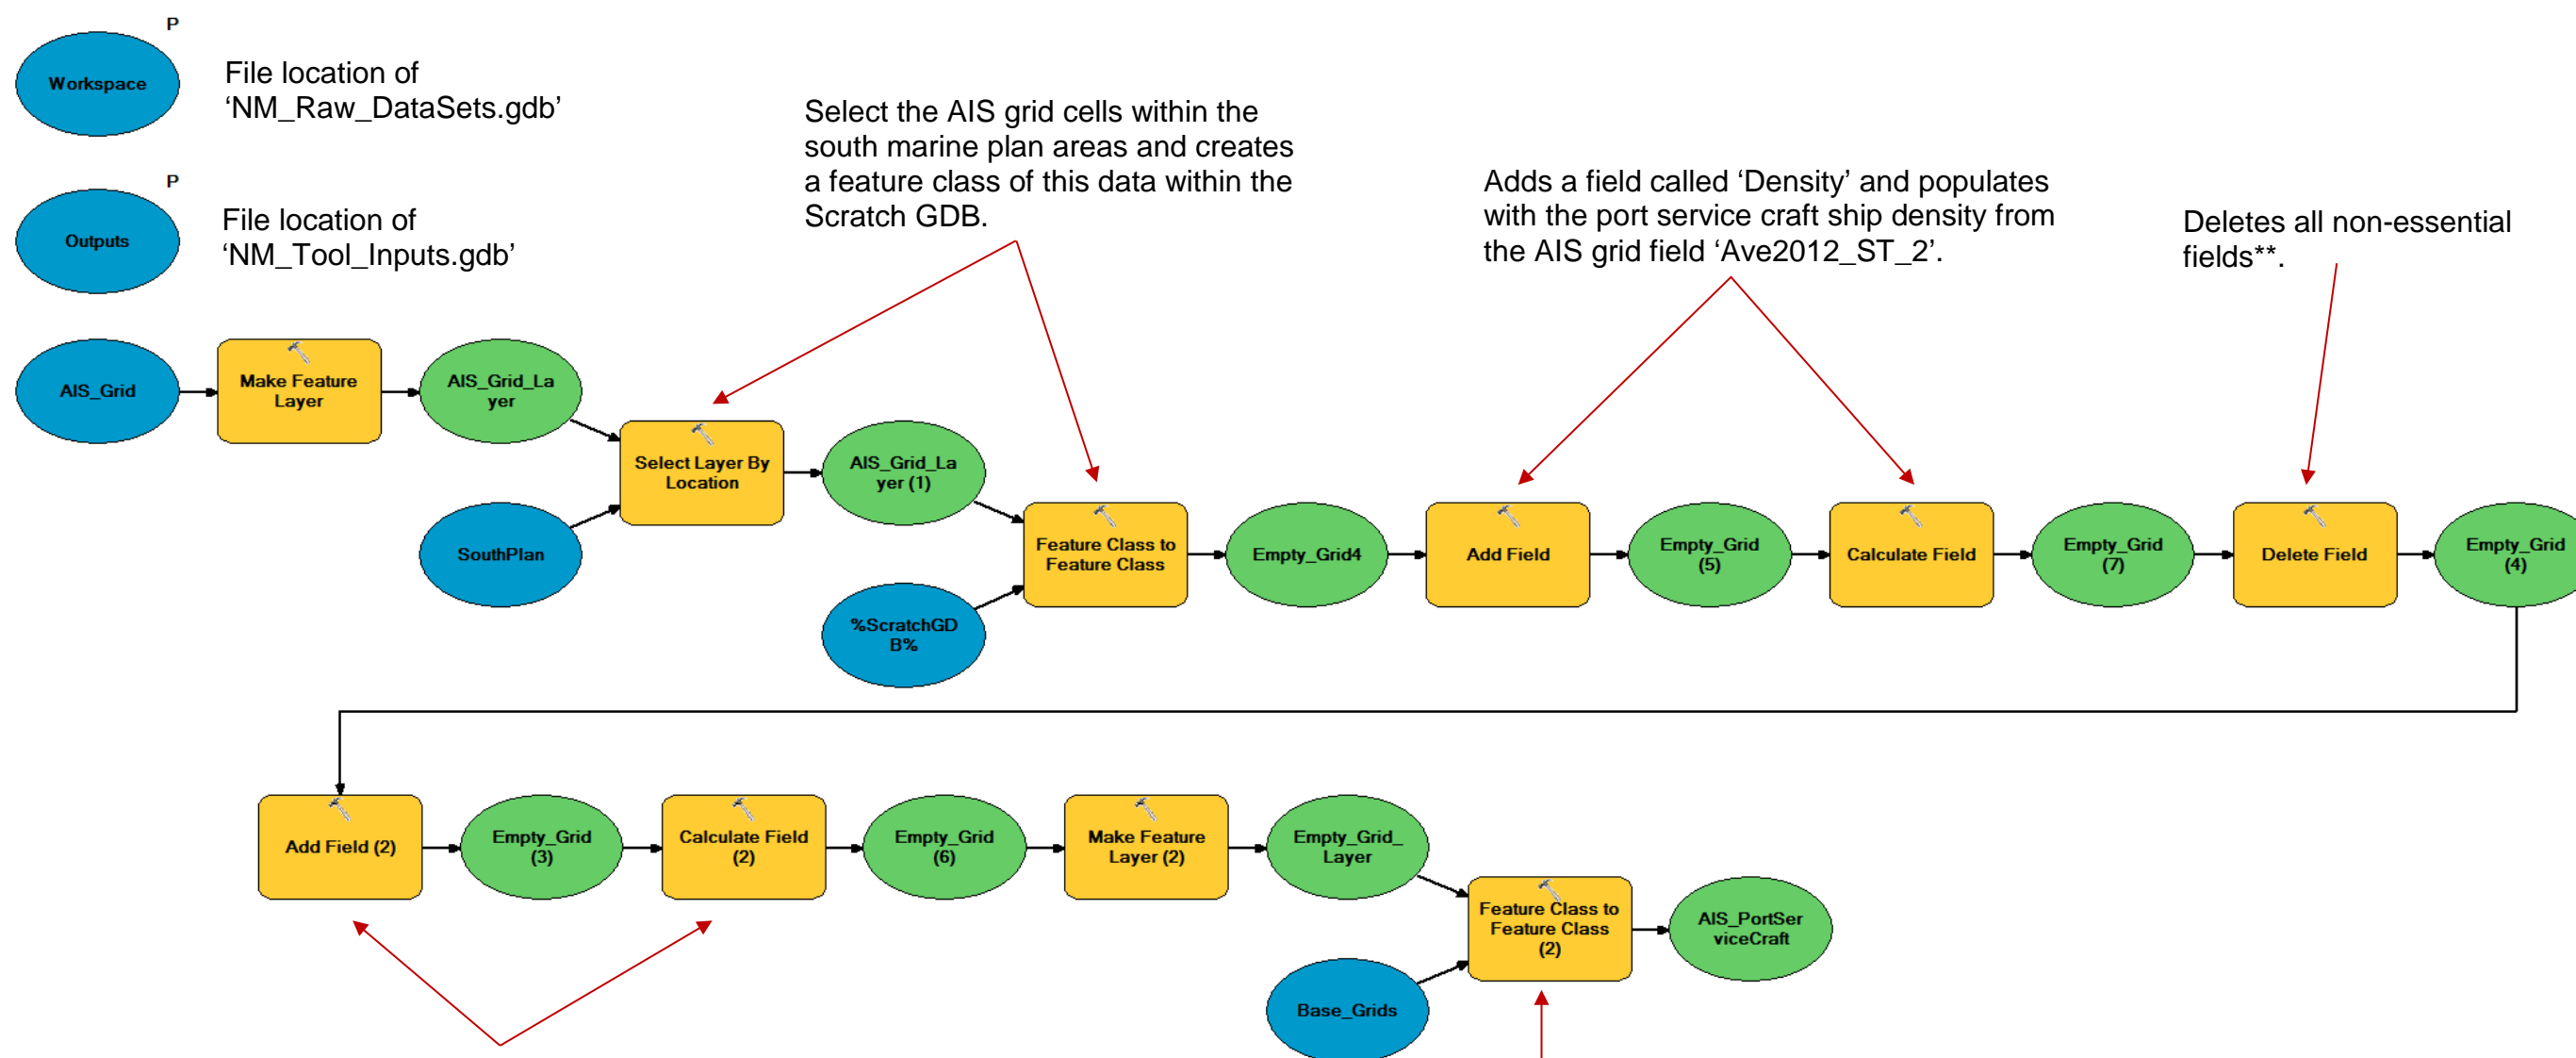 P
Workspace
File location of
‘NM_Raw_DataSets.gdb’
P
Outputs
File location of
‘NM_Tool_Inputs.gdb’
Select the AIS grid cells within the
south marine plan areas and creates
a feature class of this data within the
Scratch GDB.
Adds a field called ‘Density’ and populates
with the port service craft ship density from
the AIS grid field ‘Ave2012_ST_2’.
Deletes all non-essential
fields**.
AIS_Grid
Make Feature
Layer
AIS_Grid_La
yer
SouthPlan
Select Layer By
Location
AIS_Grid_La
yer (1)
%ScratchGD
B%
Feature Class to
Feature Class
Empty_Grid4
Add Field
Empty_Grid
(5)
Calculate Field
Empty_Grid
(7)
Delete Field
Empty_Grid
(4)
Add Field (2)
Empty_Grid
(3)
Calculate Field
(2)
Empty_Grid
(6)
Make Feature
Layer (2)
Empty_Grid_
Layer
Base_Grids
Feature Class to
Feature Class
(2)
AIS_PortSer
viceCraft